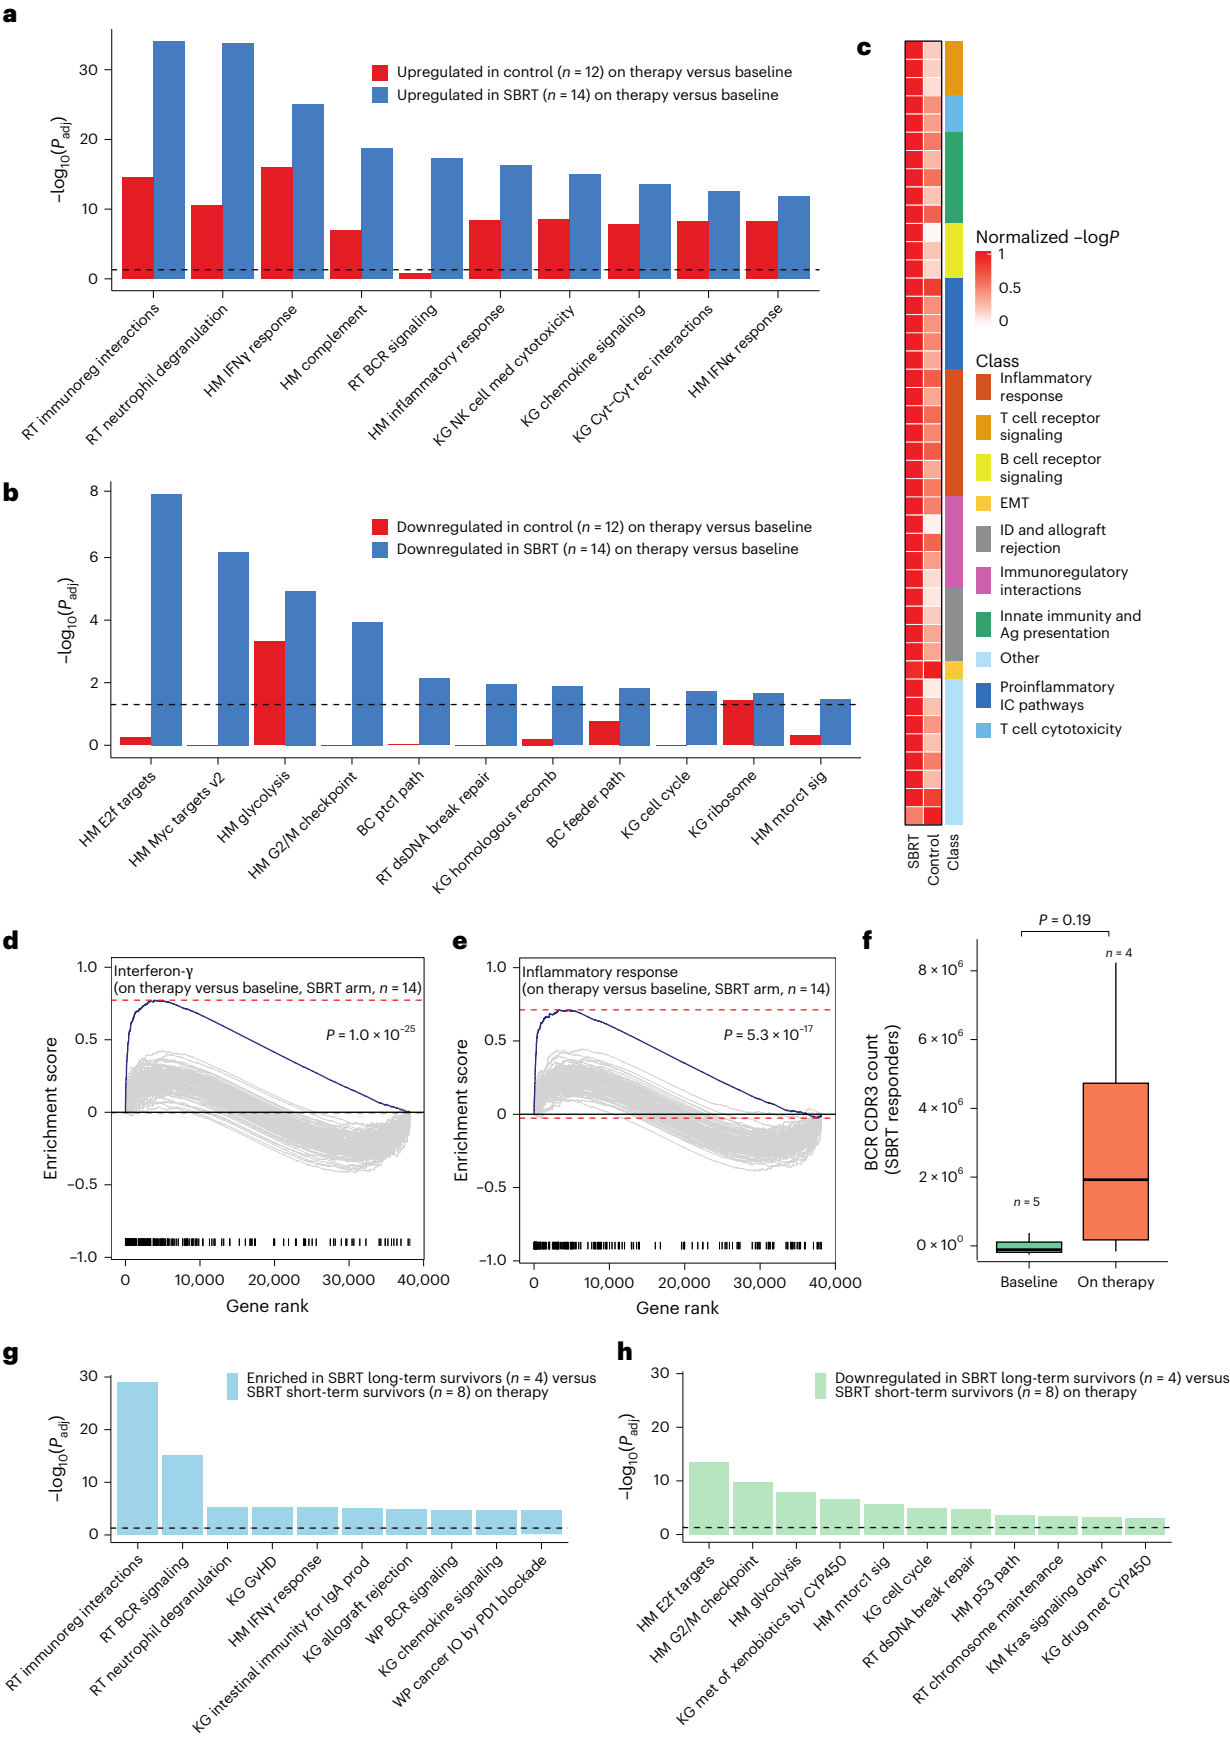 a
Upregulated in control (n = 12) on therapy versus baseline
Upregulated in SBRT (n = 14) on therapy versus baseline
–log10(Padj)
30
20
10
0
RT immunoreg interactions
RT neutrophil degranulation
HM IFNγ response
HM complement
RT BCR signaling
HM inflammatory response
KG NK cell med cytotoxicity
KG chemokine signaling
KG Cyt–Cyt rec interactions
HM IFNα response
b
Downregulated in control (n = 12) on therapy versus baseline
Downregulated in SBRT (n = 14) on therapy versus baseline
–log10(Padj)
8
6
4
2
0
HM E2f targets
HM Myc targets v2
HM glycolysis
HM G2/M checkpoint
BC ptc1 path
RT dsDNA break repair
KG homologous recomb
BC feeder path
KG cell cycle
KG ribosome
HM mtorc1 sig
c
Normalized –logP
1
0.5
0
Class
Inflammatory
response
T cell receptor
signaling
B cell receptor
signaling
EMT
ID and allograft
rejection
Immunoregulatory
interactions
Innate immunity and
Ag presentation
Other
Proinflammatory
IC pathways
T cell cytotoxicity
SBRT
Control
Class
d
Interferon-γ
(on therapy versus baseline, SBRT arm, n = 14)
P = 1.0 × 10–25
Enrichment score
1.0
0.5
0
–0.5
–1.0
0
10,000
20,000
30,000
40,000
Gene rank
e
Inflammatory response
(on therapy versus baseline, SBRT arm, n = 14)
P = 5.3 × 10–17
Enrichment score
1.0
0.5
0
–0.5
–1.0
0
10,000
20,000
30,000
40,000
Gene rank
f
P = 0.19
n = 4
n = 5
BCR CDR3 count
(SBRT responders)
8 × 10⁶
6 × 10⁶
4 × 10⁶
2 × 10⁶
0 × 10⁰
Baseline
On therapy
g
Enriched in SBRT long-term survivors (n = 4) versus
SBRT short-term survivors (n = 8) on therapy
–log10(Padj)
30
20
10
0
RT immunoreg interactions
RT BCR signaling
RT neutrophil degranulation
KG GvHD
HM IFNγ response
KG intestinal immunity for IgA prod
KG allograft rejection
WP BCR signaling
KG chemokine signaling
WP cancer IO by PD1 blockade
h
Downregulated in SBRT long-term survivors (n = 4) versus
SBRT short-term survivors (n = 8) on therapy
–log10(Padj)
30
20
10
0
HM E2f targets
HM G2/M checkpoint
HM glycolysis
KG met of xenobiotics by CYP450
HM mtorc1 sig
KG cell cycle
RT dsDNA break repair
HM p53 path
RT chromosome maintenance
KM Kras signaling down
KG drug met CYP450